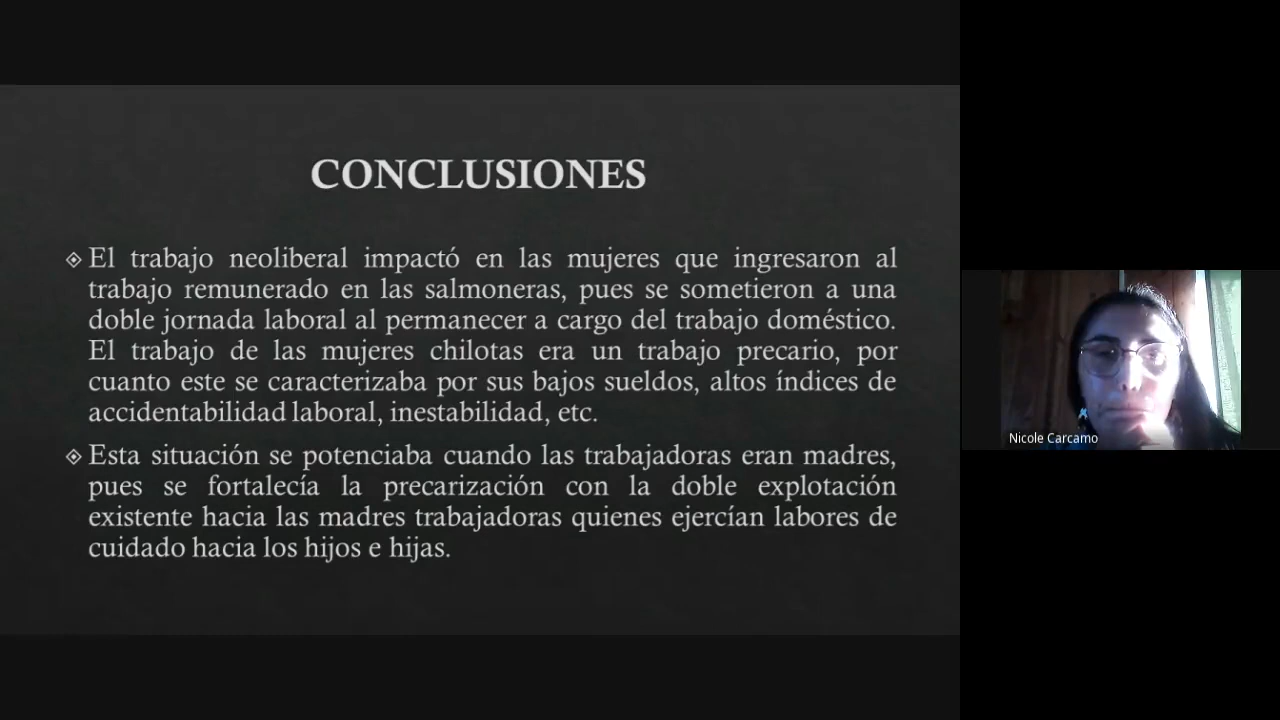 CONCLUSIONES
El trabajo neoliberal impactó en las mujeres que ingresaron al
trabajo remunerado en las salmoneras, pues se sometieron a una
doble jornada laboral al permanecer a cargo del trabajo doméstico.
El trabajo de las mujeres chilotas era un trabajo precario, por
cuanto este se caracterizaba por sus bajos sueldos, altos índices de
accidentabilidad laboral, inestabilidad, etc.
Esta situación se potenciaba cuando las trabajadoras eran madres,
pues se fortalecía la precarización con la doble explotación
existente hacia las madres trabajadoras quienes ejercían labores de
cuidado hacia los hijos e hijas.
Nicole Carcamo